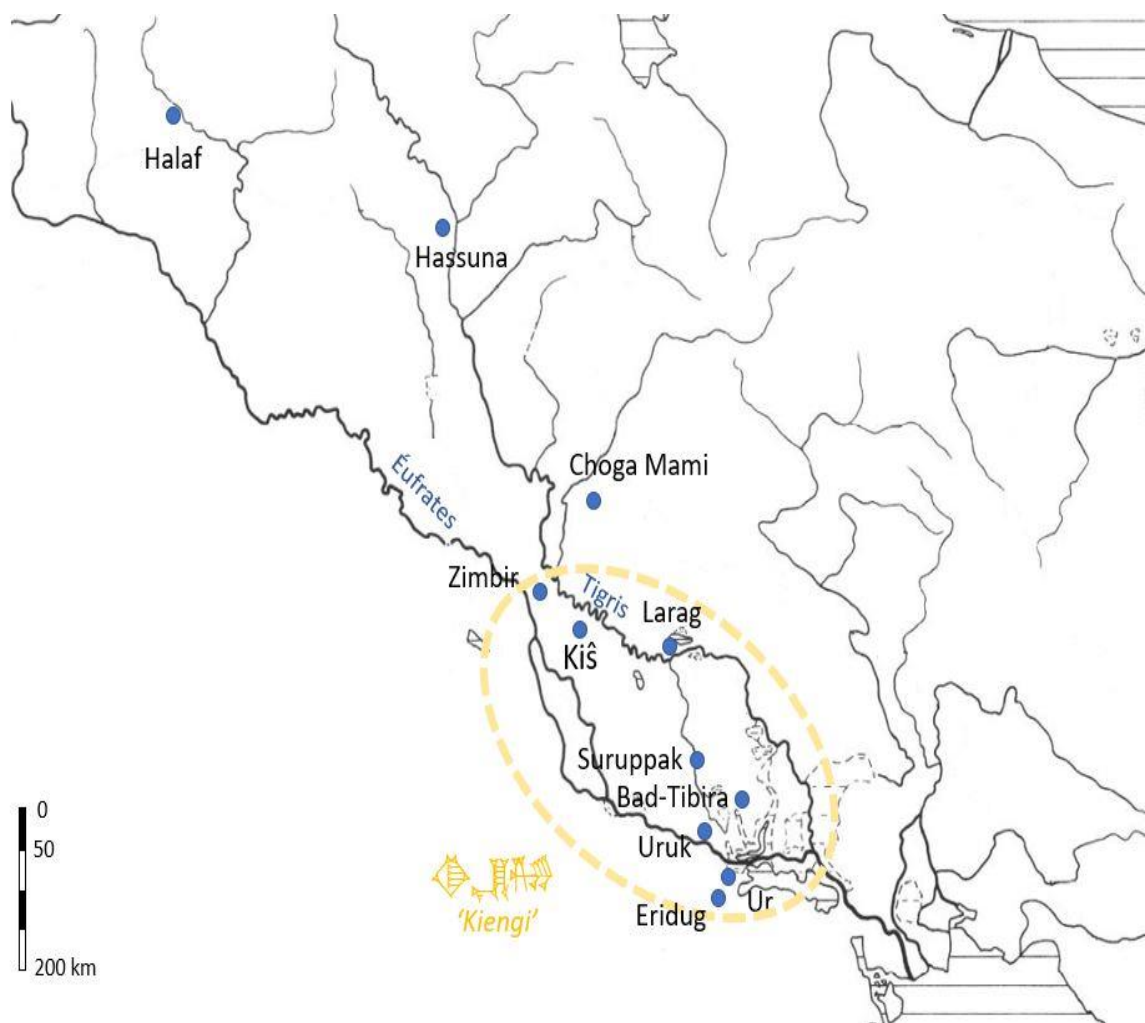 Halaf
Hassuna
Choga Mami
Éufrates
Zimbir
Tigris
Larag
Kiŝ
Suruppak
Bad-Tibira
Uruk
Ur
Eridug
𒆠𒂗𒄀
‘Kiengi’
0
50
200 km